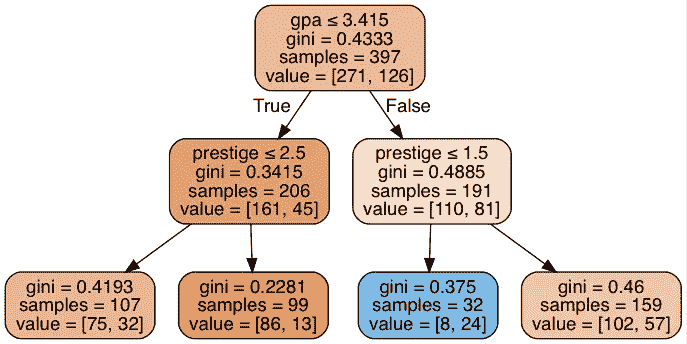 gpa ≤ 3.415
gini = 0.4333
samples = 397
value = [271, 126]
True
False
prestige ≤ 2.5
gini = 0.3415
samples = 206
value = [161, 45]
prestige ≤ 1.5
gini = 0.4885
samples = 191
value = [110, 81]
gini = 0.4193
samples = 107
value = [75, 32]
gini = 0.2281
samples = 99
value = [86, 13]
gini = 0.375
samples = 32
value = [8, 24]
gini = 0.46
samples = 159
value = [102, 57]